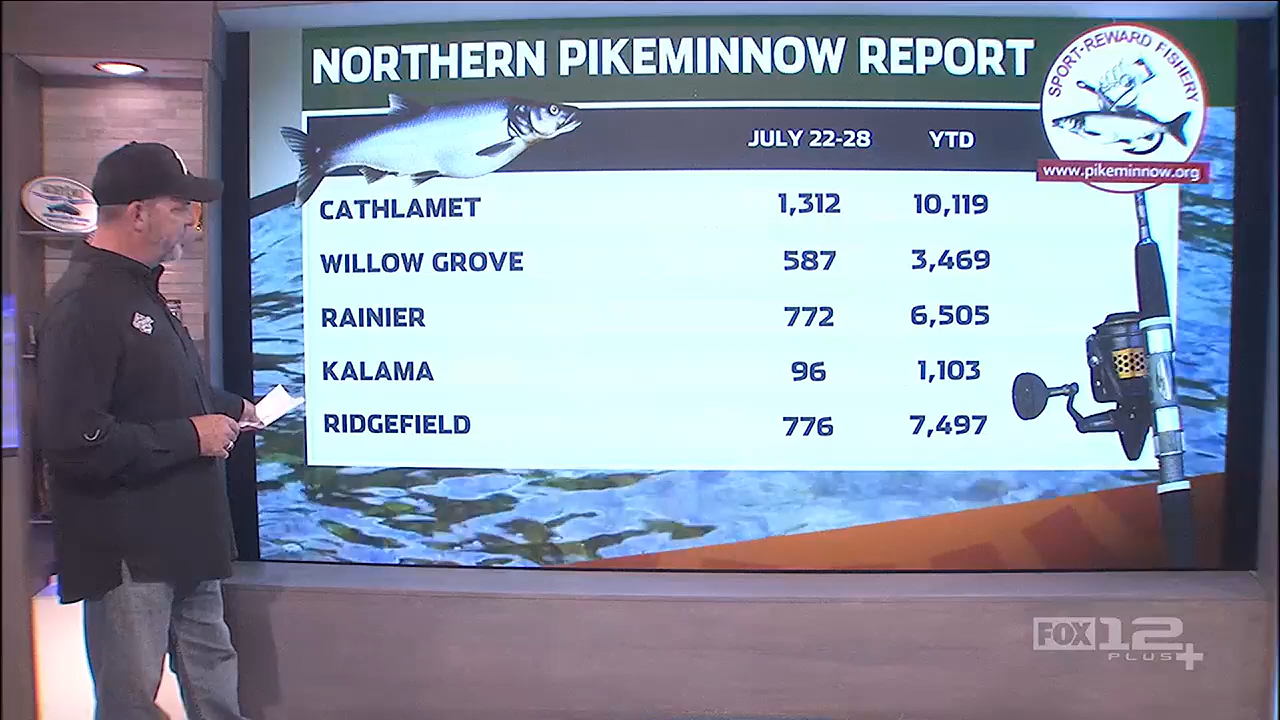 NORTHERN PIKEMINNOW REPORT
SPORT-REWARD FISHERY
www.pikeminnow.org
JULY 22-28 YTD
CATHLAMET 1,312 10,119
WILLOW GROVE 587 3,469
RAINIER 772 6,505
KALAMA 96 1,103
RIDGEFIELD 776 7,497
FOX 12
PLUS+